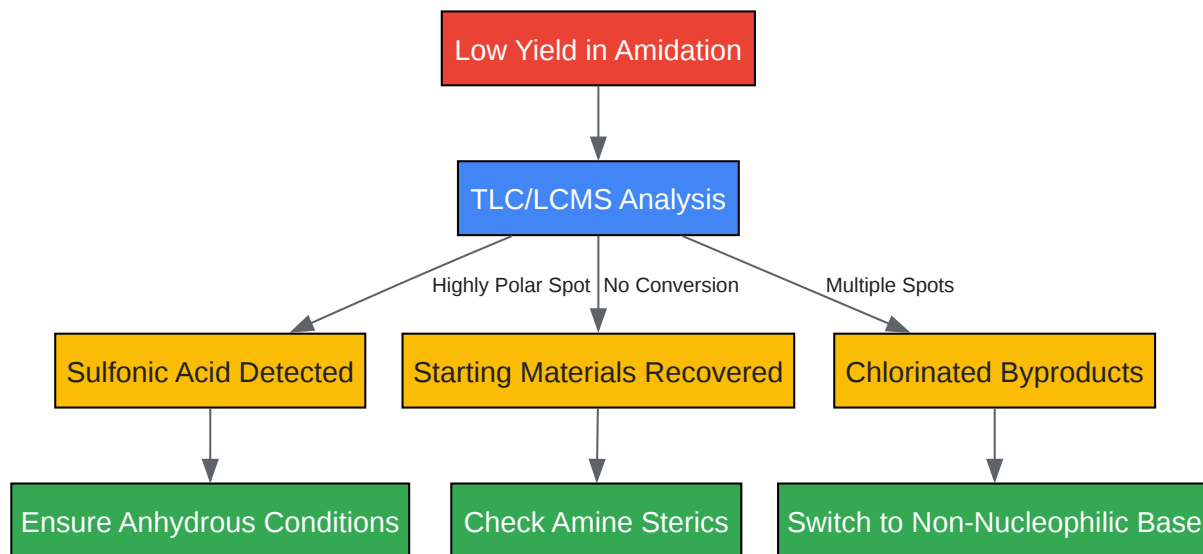 Low Yield in Amidation
TLC/LCMS Analysis
Highly Polar Spot
No Conversion
Multiple Spots
Sulfonic Acid Detected
Starting Materials Recovered
Chlorinated Byproducts
Ensure Anhydrous Conditions
Check Amine Sterics
Switch to Non-Nucleophilic Base